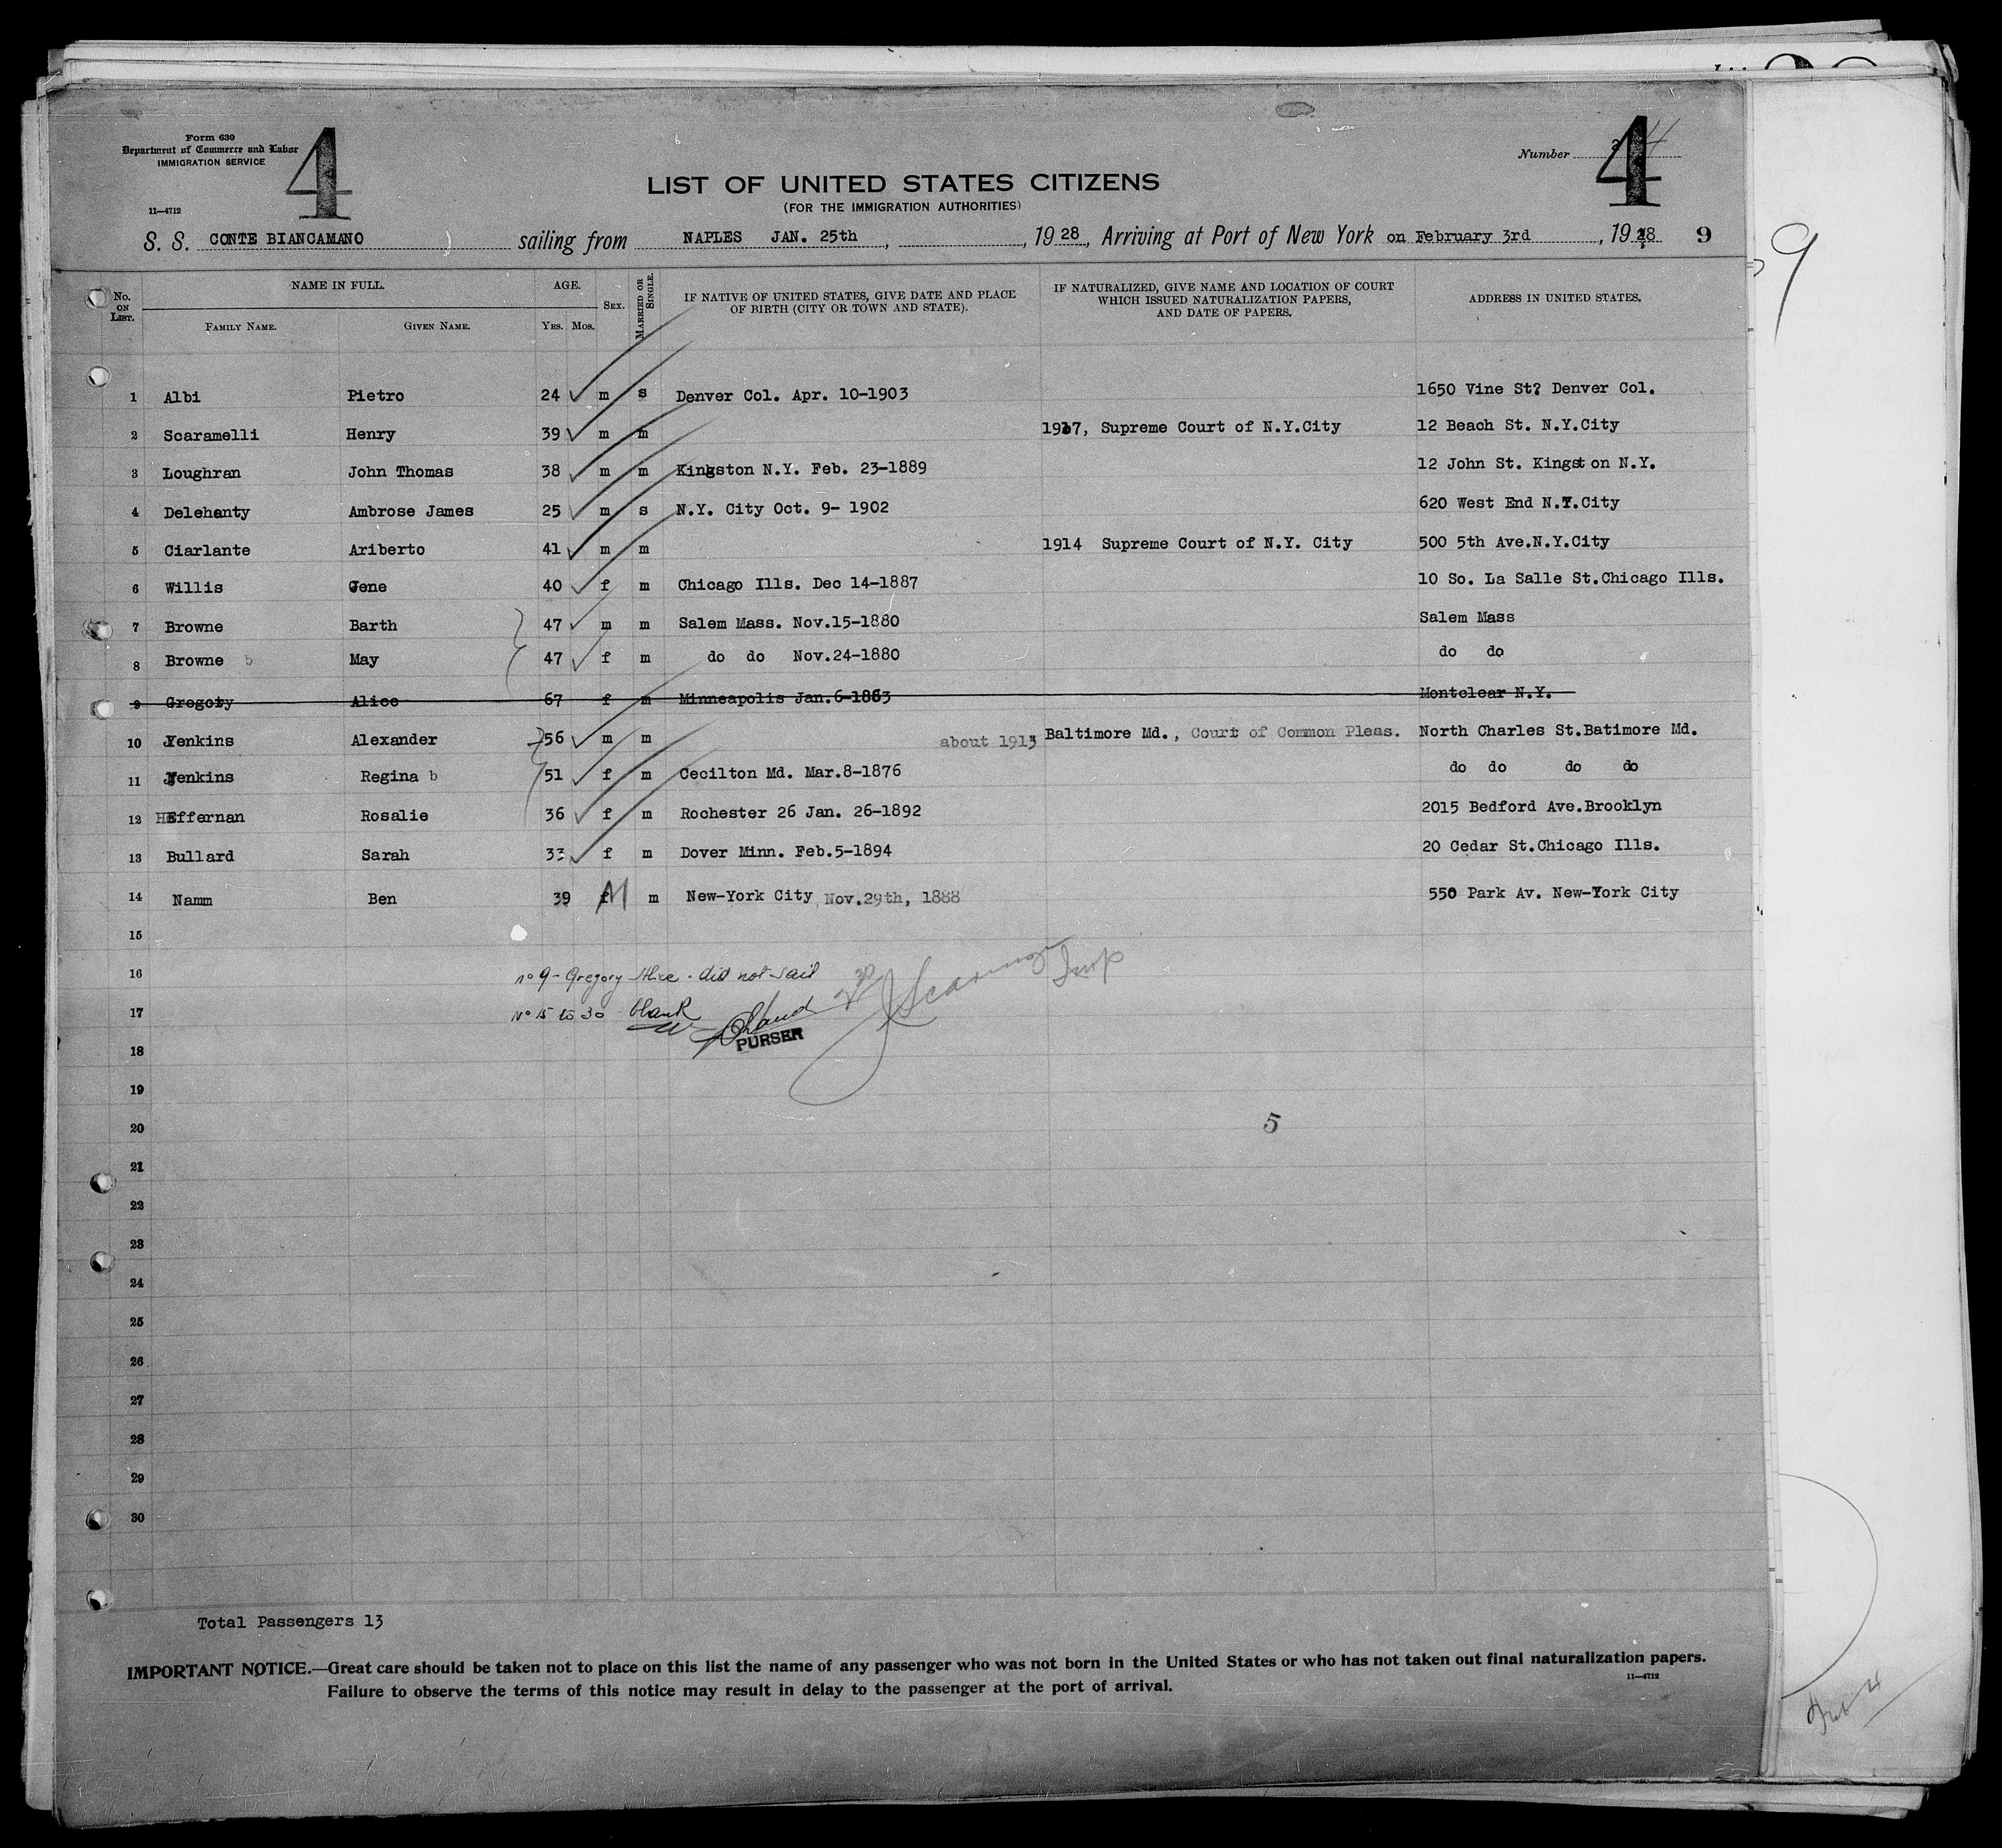 Form 630
Department of Commerce and Labor
IMMIGRATION SERVICE
11—4712
4
Number 4
4
LIST OF UNITED STATES CITIZENS
(FOR THE IMMIGRATION AUTHORITIES)
S. S. CONTE BIANCAMANO sailing from NAPLES JAN. 25th, , 19 28, Arriving at Port of New York on February 3rd, 1928 9
9
No. ON LIST. NAME IN FULL. AGE. SEX. MARRIED OR SINGLE. IF NATIVE OF UNITED STATES, GIVE DATE AND PLACE OF BIRTH (CITY OR TOWN AND STATE). IF NATURALIZED, GIVE NAME AND LOCATION OF COURT WHICH ISSUED NATURALIZATION PAPERS, AND DATE OF PAPERS. ADDRESS IN UNITED STATES.
FAMILY NAME. GIVEN NAME. YRS. MOS.
1 Albi Pietro 24 m s Denver Col. Apr. 10-1903 1650 Vine St? Denver Col.
2 Scaramelli Henry 39 m m 1917, Supreme Court of N.Y.City 12 Beach St. N.Y.City
3 Loughran John Thomas 38 m m Kingston N.Y. Feb. 23-1889 12 John St. Kingston N.Y.
4 Delehanty Ambrose James 25 m s N.Y. City Oct. 9- 1902 620 West End N.Y.City
5 Ciarlante Ariberto 41 m m 1914 Supreme Court of N.Y. City 500 5th Ave.N.Y.City
6 Willis Gene 40 f m Chicago Ills. Dec 14-1887 10 So. La Salle St.Chicago Ills.
7 Browne Barth 47 m m Salem Mass. Nov.15-1880 Salem Mass
8 Browne b May 47 f m do do Nov.24-1880 do do
9 Gregory Alice 67 f m Minneapolis Jan.6-1863 Montclear N.Y.
10 Jenkins Alexander 56 m m about 1913 Baltimore Md., Court of Common Pleas. North Charles St.Batimore Md.
11 Jenkins Regina b 51 f m Cecilton Md. Mar.8-1876 do do do do
12 Heffernan Rosalie 36 f m Rochester 26 Jan. 26-1892 2015 Bedford Ave.Brooklyn
13 Bullard Sarah 33 f m Dover Minn. Feb.5-1894 20 Cedar St.Chicago Ills.
14 Namm Ben 39 M m New-York City, Nov.29th, 1888 550 Park Av. New-York City
15
16 no 9 - Gregory Alice - did not sail
17 No 15 to 30 blank
PURSER
18
19
20 5
21
22
23
24
25
26
27
28
29
30
Total Passengers 13
IMPORTANT NOTICE.—Great care should be taken not to place on this list the name of any passenger who was not born in the United States or who has not taken out final naturalization papers.
Failure to observe the terms of this notice may result in delay to the passenger at the port of arrival.
11—4712